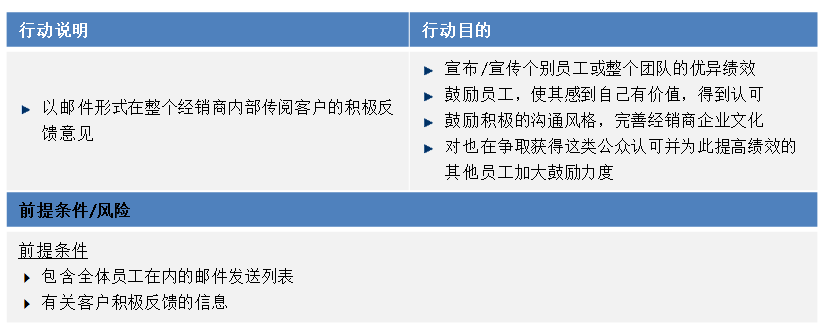 行动说明
行动目的
以邮件形式在整个经销商内部传阅客户的积极反
馈意见
宣布/宣传个别员工或整个团队的优异绩效
鼓励员工，使其感到自己有价值，得到认可
鼓励积极的沟通风格，完善经销商企业文化
对也在争取获得这类公众认可并为此提高绩效的
其他员工加大鼓励力度
前提条件/风险
前提条件
包含全体员工在内的邮件发送列表
有关客户积极反馈的信息